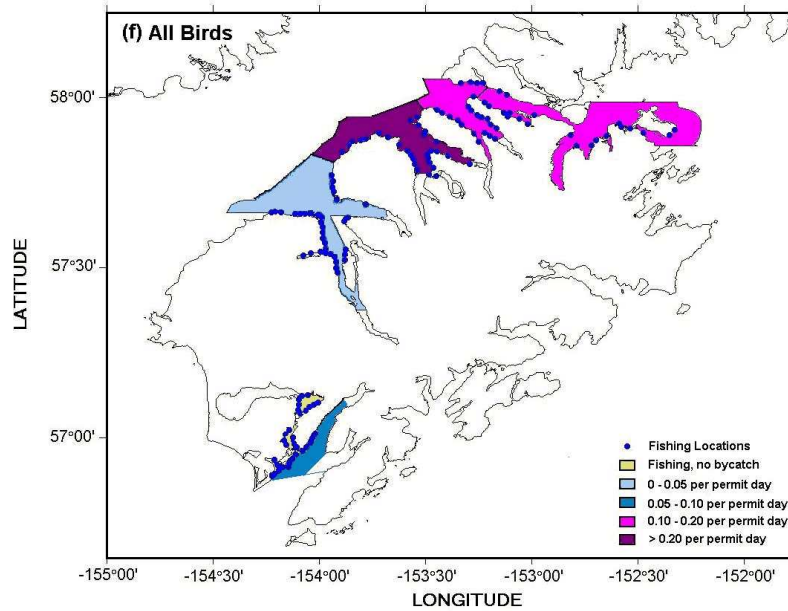 (f) All Birds
58°00'
57°30'
57°00'
LATITUDE
Fishing Locations
Fishing, no bycatch
0 - 0.05 per permit day
0.05 - 0.10 per permit day
0.10 - 0.20 per permit day
> 0.20 per permit day
-155°00' -154°30' -154°00' -153°30' -153°00' -152°30' -152°00'
LONGITUDE